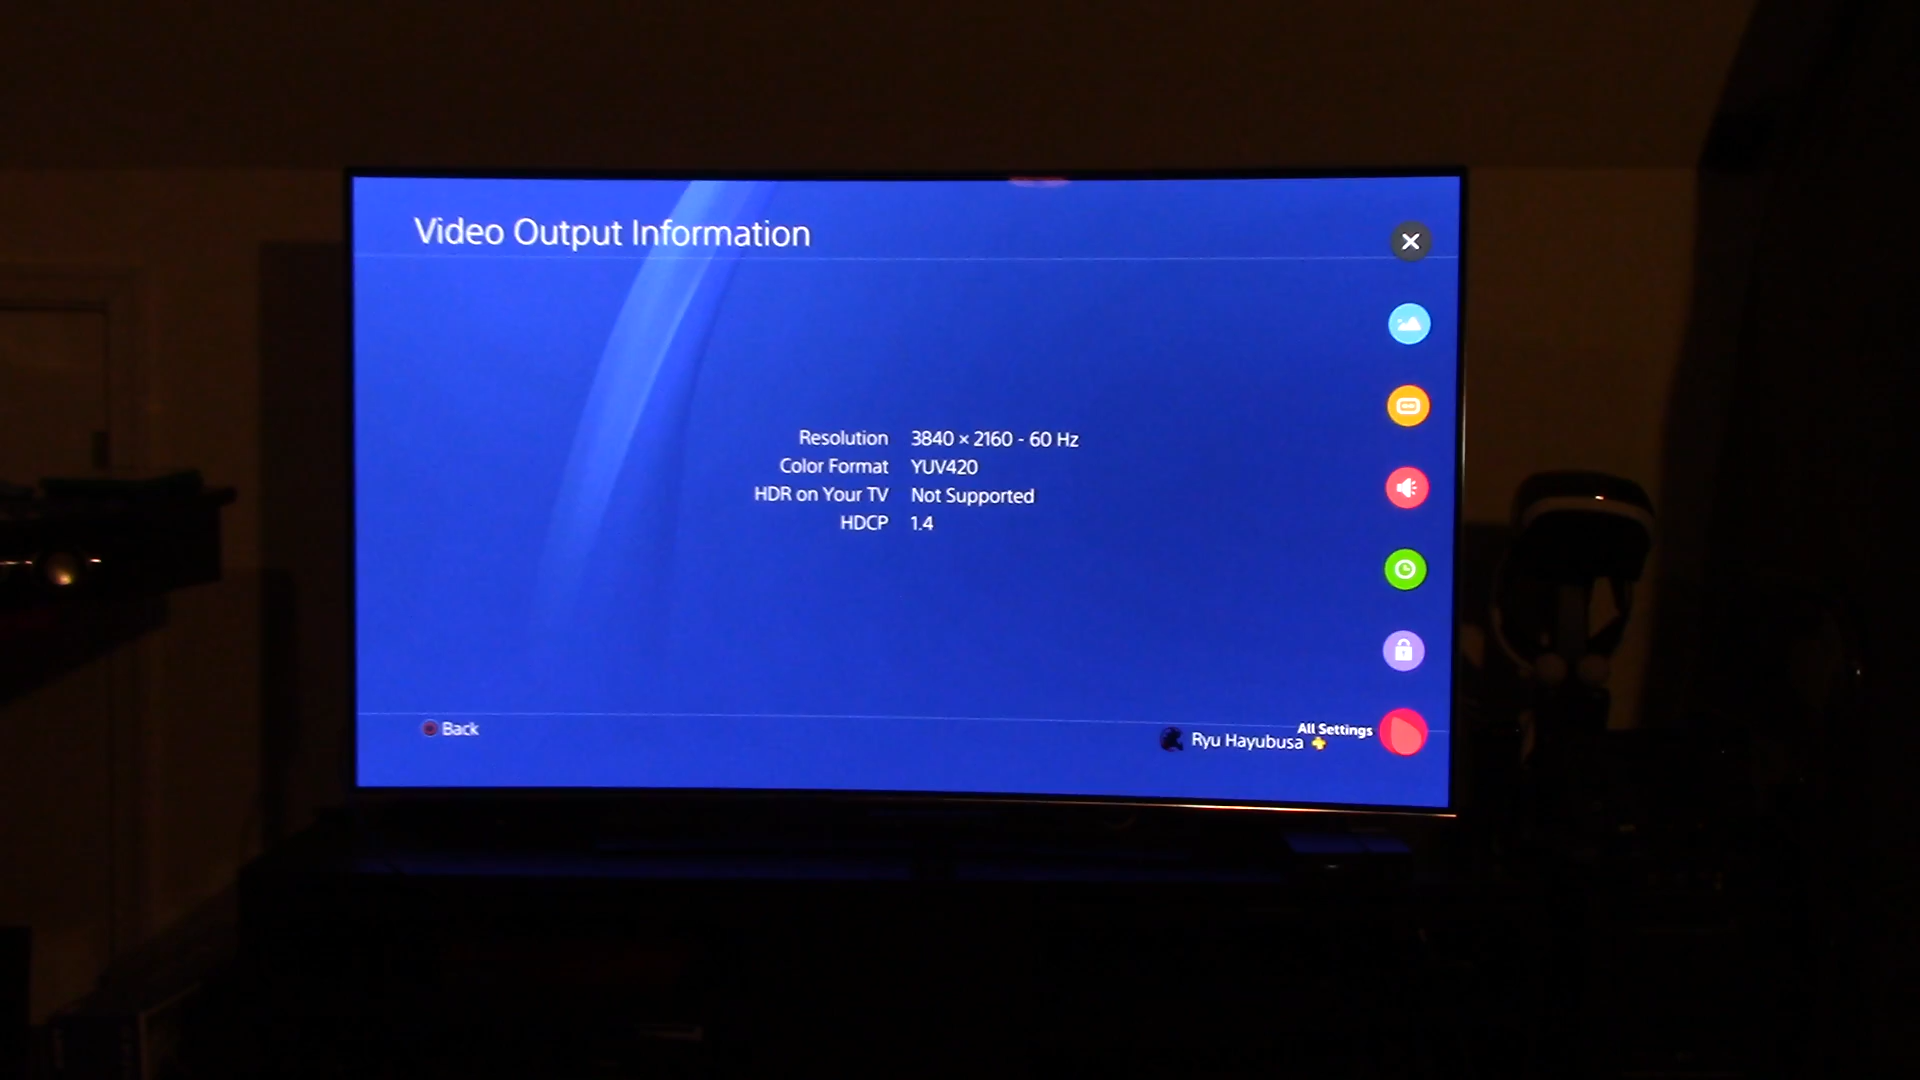 Video Output Information
Resolution 3840 × 2160 - 60 Hz
Color Format YUV420
HDR on Your TV Not Supported
HDCP 1.4
Back
All Settings
Ryu Hayubusa